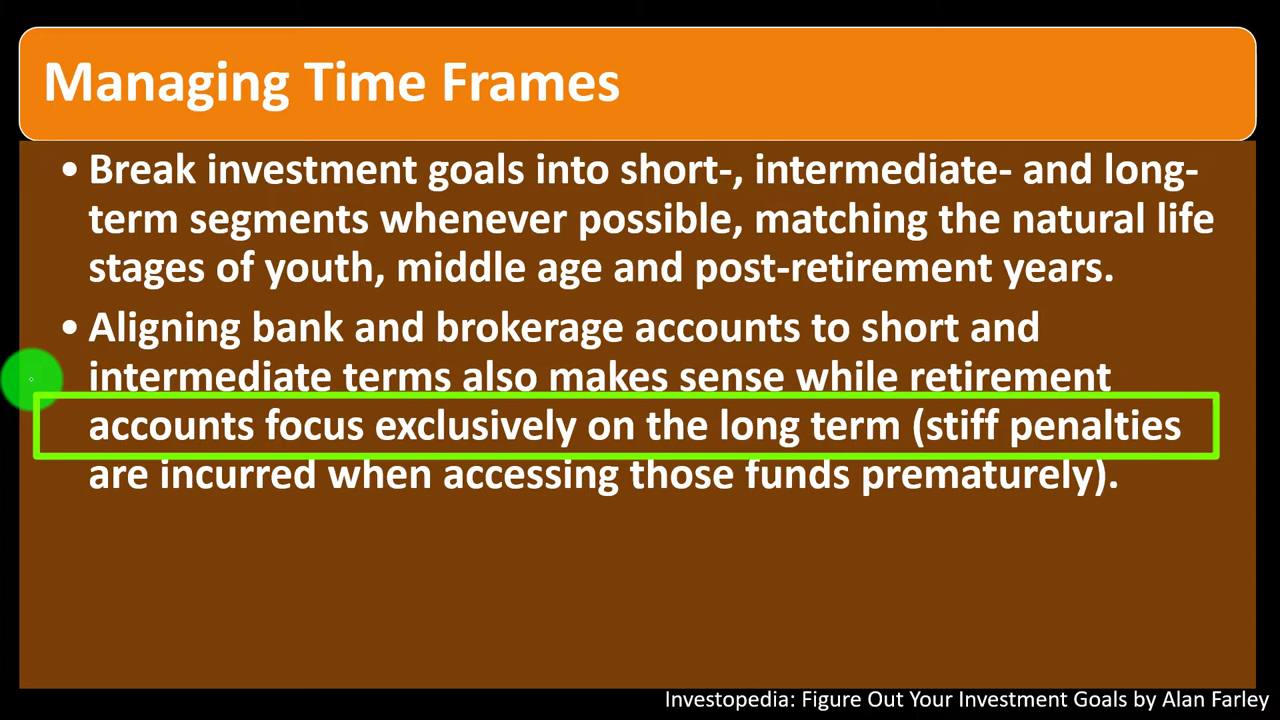 Managing Time Frames
• Break investment goals into short-, intermediate- and long-
term segments whenever possible, matching the natural life
stages of youth, middle age and post-retirement years.
• Aligning bank and brokerage accounts to short and
intermediate terms also makes sense while retirement
accounts focus exclusively on the long term (stiff penalties
are incurred when accessing those funds prematurely).
Investopedia: Figure Out Your Investment Goals by Alan Farley